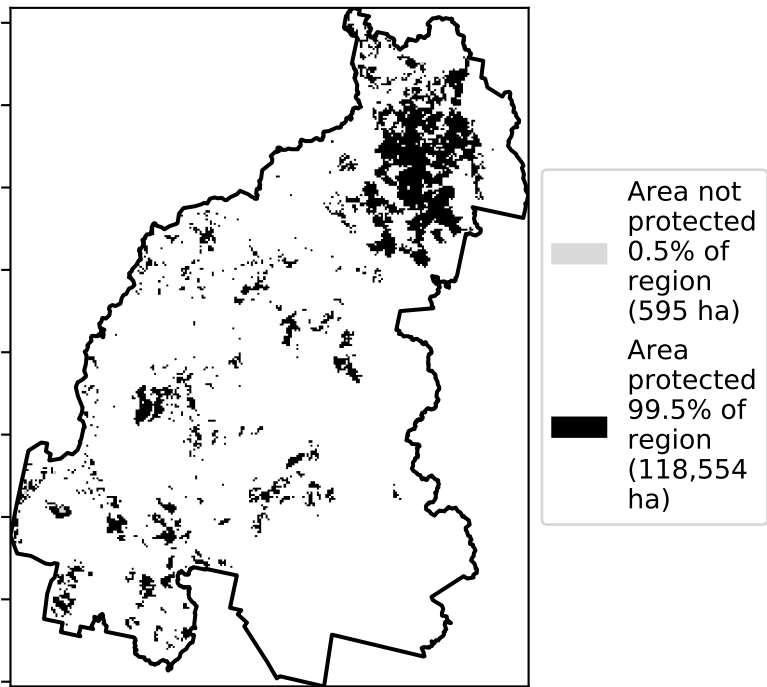 Area not
protected
0.5% of
region
(595 ha)
Area
protected
99.5% of
region
(118,554
ha)